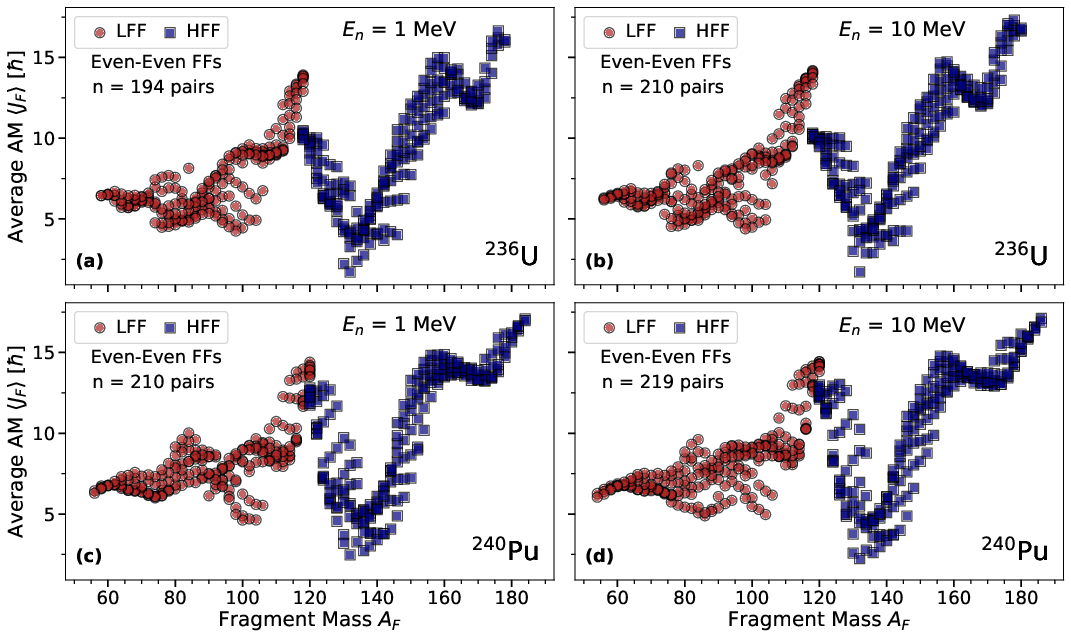 LFF HFF
E_n = 1 MeV
Even-Even FFs
n = 194 pairs
(a)
²³⁶U
LFF HFF
E_n = 10 MeV
Even-Even FFs
n = 210 pairs
(b)
²³⁶U
15
10
5
Average AM ⟨J_F⟩ [ħ]
LFF HFF
E_n = 1 MeV
Even-Even FFs
n = 210 pairs
(c)
²⁴⁰Pu
LFF HFF
E_n = 10 MeV
Even-Even FFs
n = 219 pairs
(d)
²⁴⁰Pu
15
10
5
Average AM ⟨J_F⟩ [ħ]
60 80 100 120 140 160 180
60 80 100 120 140 160 180
Fragment Mass A_F
Fragment Mass A_F